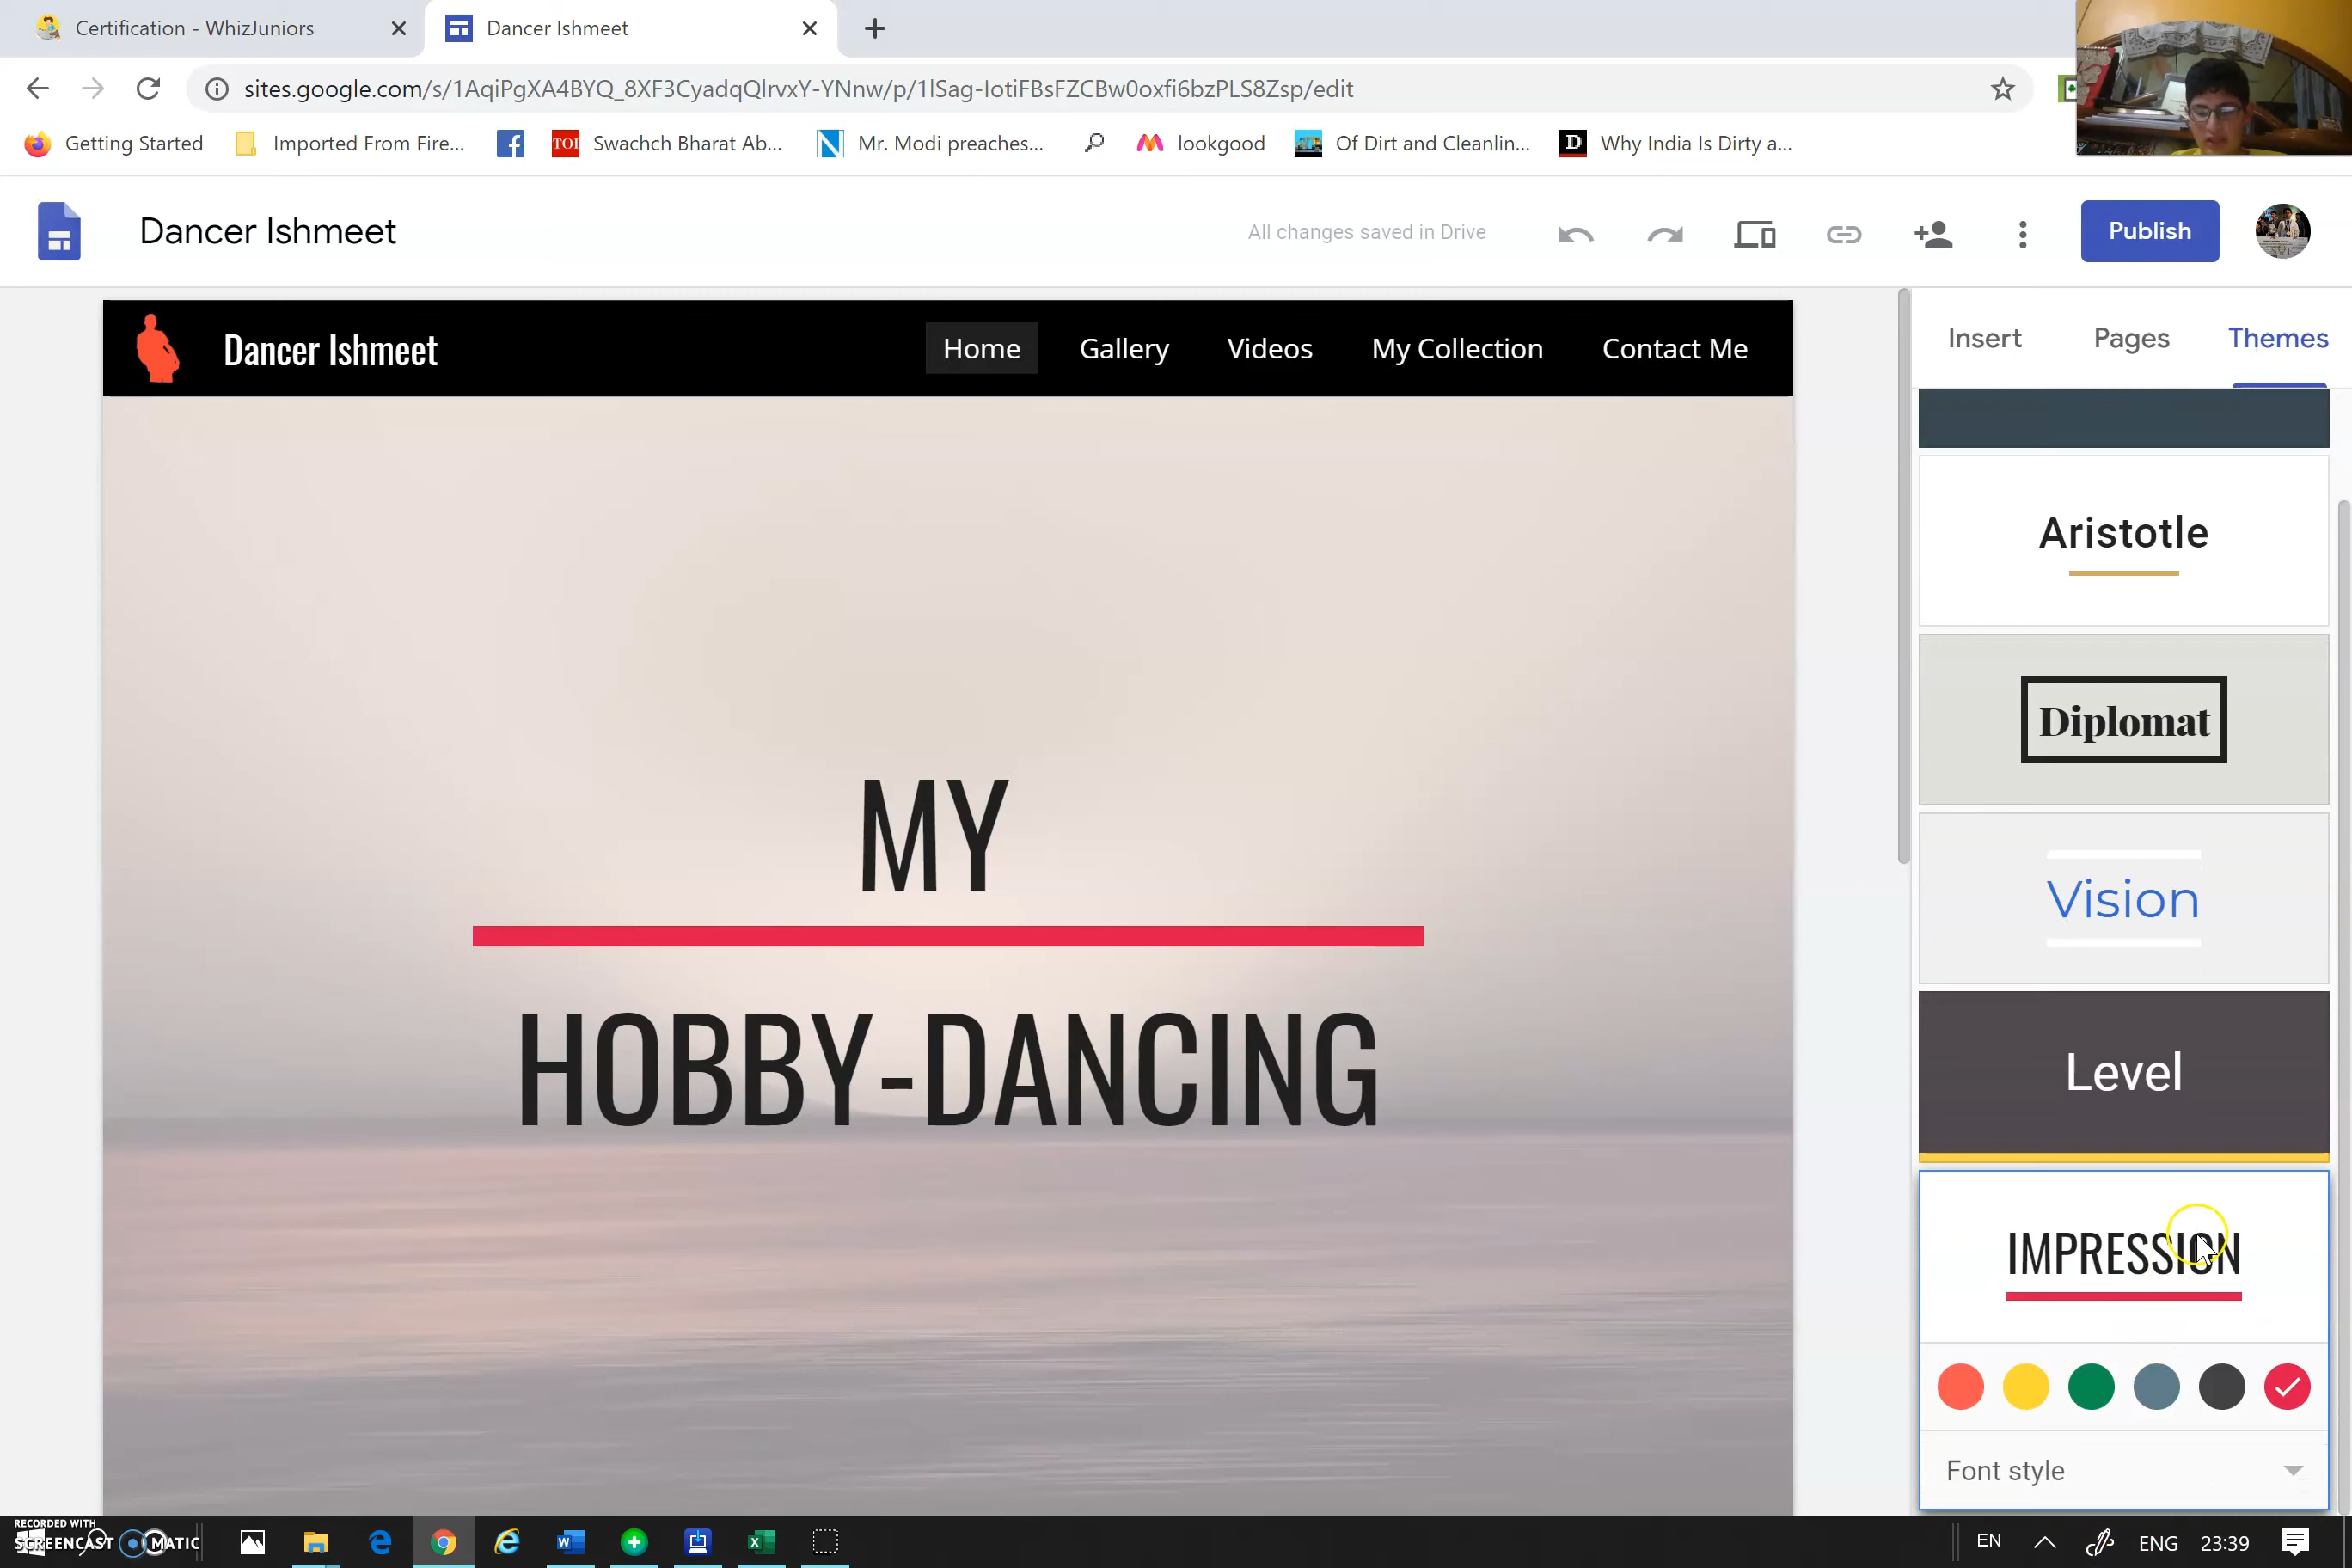 Certification - WhizJuniors
Dancer Ishmeet
sites.google.com/s/1AqiPgXA4BYQ_8XF3CyadqQlrvxY-YNnw/p/1lSag-IotiFBsFZCBw0oxfi6bzPLS8Zsp/edit
Getting Started
Imported From Fire...
TOI
Swachch Bharat Ab...
Mr. Modi preaches...
lookgood
Of Dirt and Cleanlin...
D
Why India Is Dirty a...
Dancer Ishmeet
All changes saved in Drive
Publish
Dancer Ishmeet
Home
Gallery
Videos
My Collection
Contact Me
MY
HOBBY-DANCING
Insert
Pages
Themes
Aristotle
Diplomat
Vision
Level
IMPRESSION
Font style
RECORDED WITH
SCREENCAST MATIC
EN
ENG
23:39